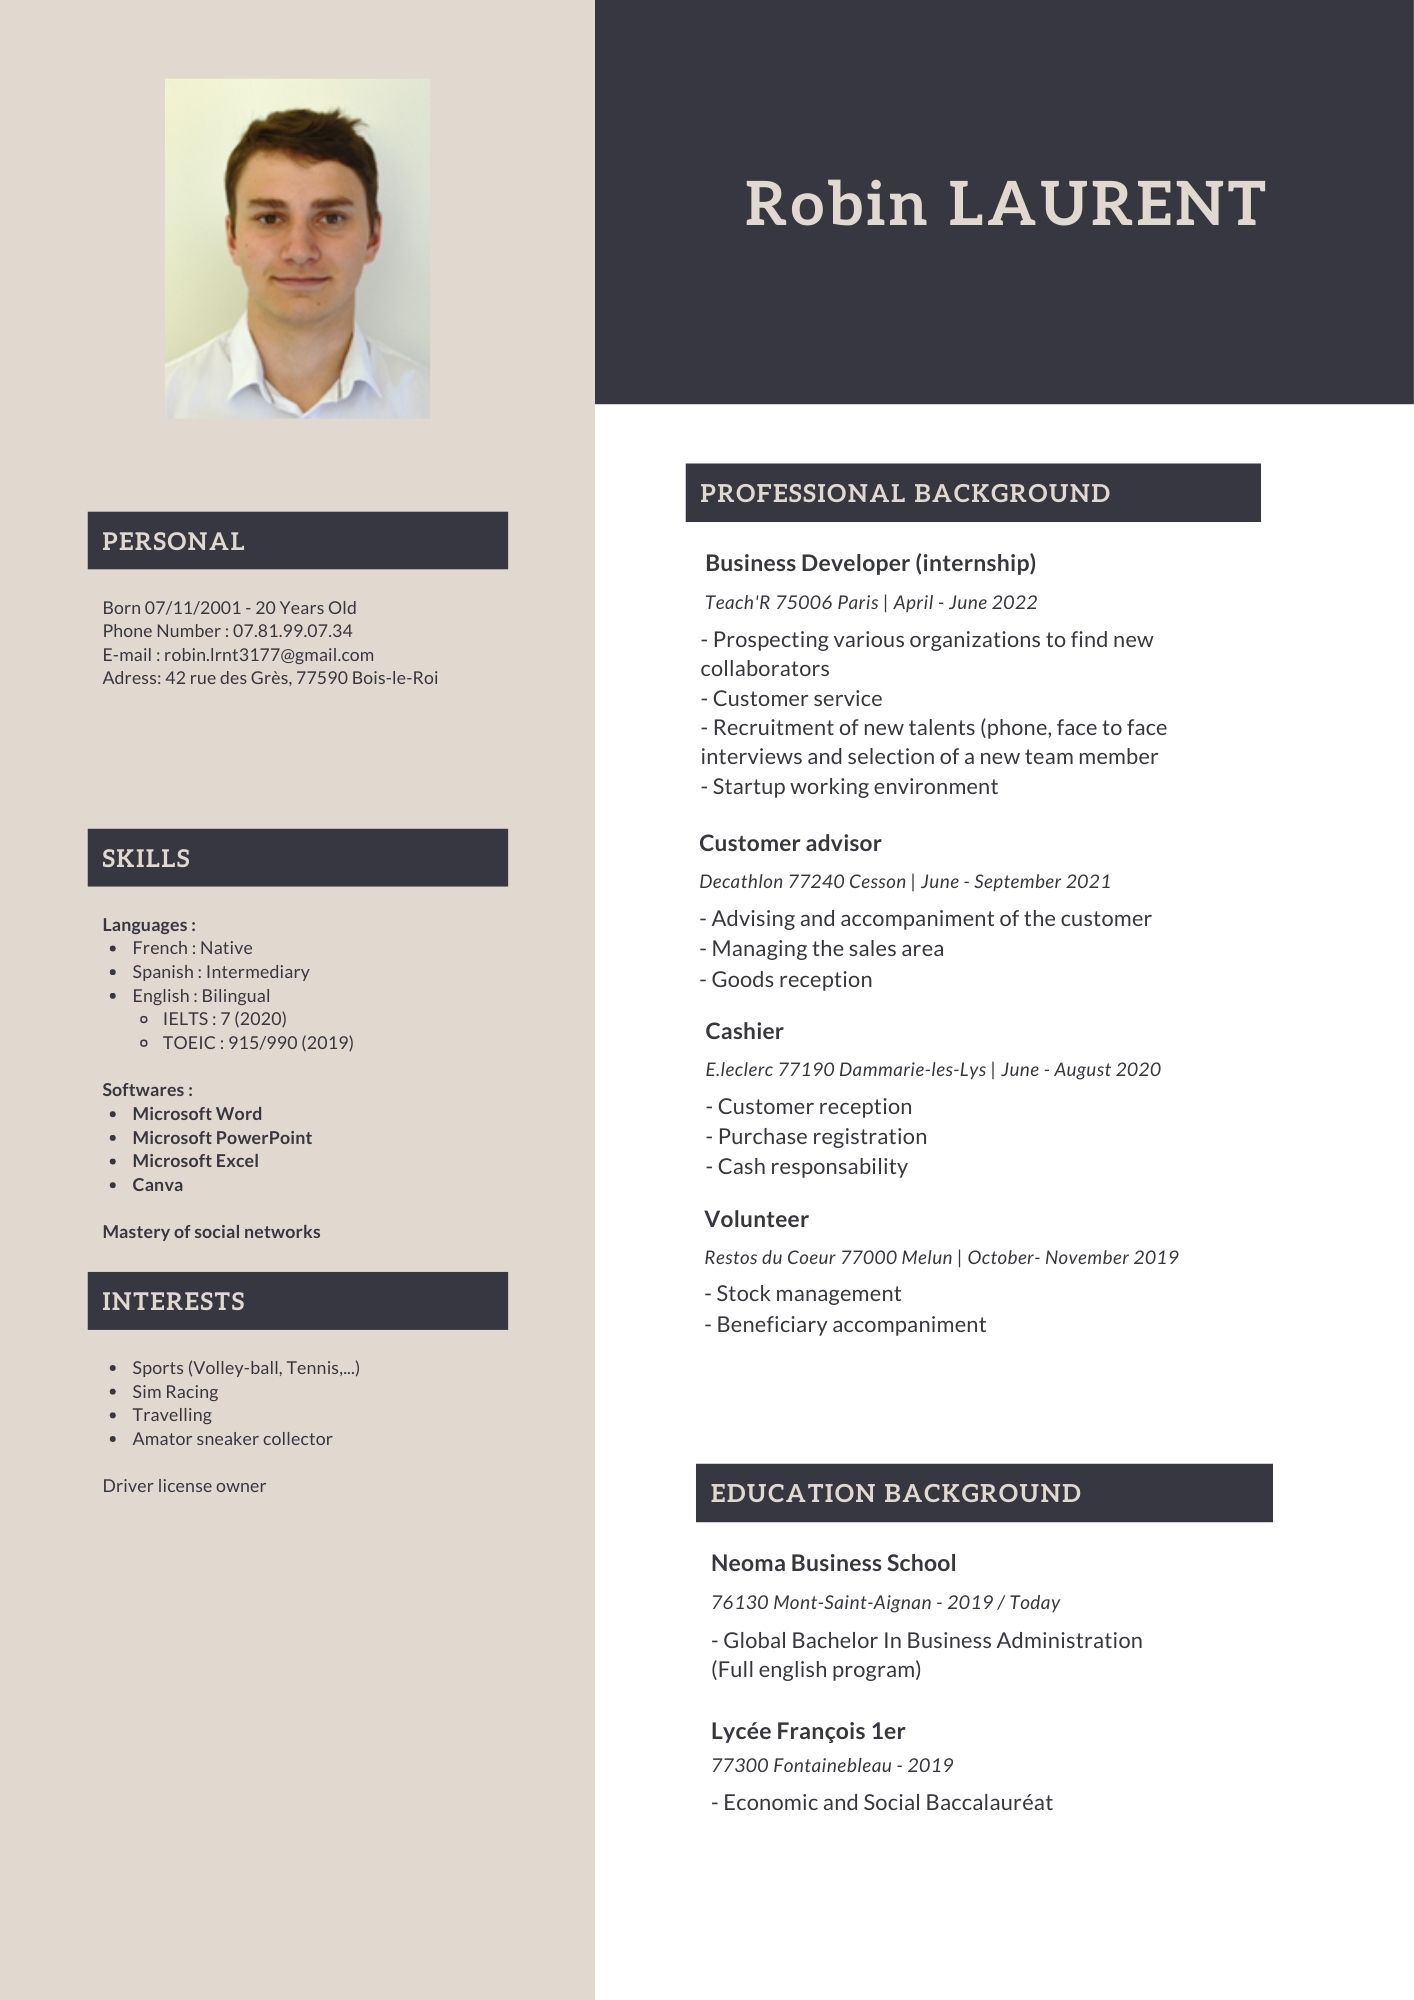 Robin LAURENT
PERSONAL
Born 07/11/2001 - 20 Years Old
Phone Number : 07.81.99.07.34
E-mail : robin.lrnt3177@gmail.com
Adress: 42 rue des Grès, 77590 Bois-le-Roi
SKILLS
Languages :
• French : Native
• Spanish : Intermediary
• English : Bilingual
◦ IELTS : 7 (2020)
◦ TOEIC : 915/990 (2019)
Softwares :
• Microsoft Word
• Microsoft PowerPoint
• Microsoft Excel
• Canva
Mastery of social networks
INTERESTS
• Sports (Volley-ball, Tennis,...)
• Sim Racing
• Travelling
• Amator sneaker collector
Driver license owner
PROFESSIONAL BACKGROUND
Business Developer (internship)
Teach'R 75006 Paris | April - June 2022
- Prospecting various organizations to find new
collaborators
- Customer service
- Recruitment of new talents (phone, face to face
interviews and selection of a new team member
- Startup working environment
Customer advisor
Decathlon 77240 Cesson | June - September 2021
- Advising and accompaniment of the customer
- Managing the sales area
- Goods reception
Cashier
E.leclerc 77190 Dammarie-les-Lys | June - August 2020
- Customer reception
- Purchase registration
- Cash responsability
Volunteer
Restos du Coeur 77000 Melun | October- November 2019
- Stock management
- Beneficiary accompaniment
EDUCATION BACKGROUND
Neoma Business School
76130 Mont-Saint-Aignan - 2019 / Today
- Global Bachelor In Business Administration
(Full english program)
Lycée François 1er
77300 Fontainebleau - 2019
- Economic and Social Baccalauréat